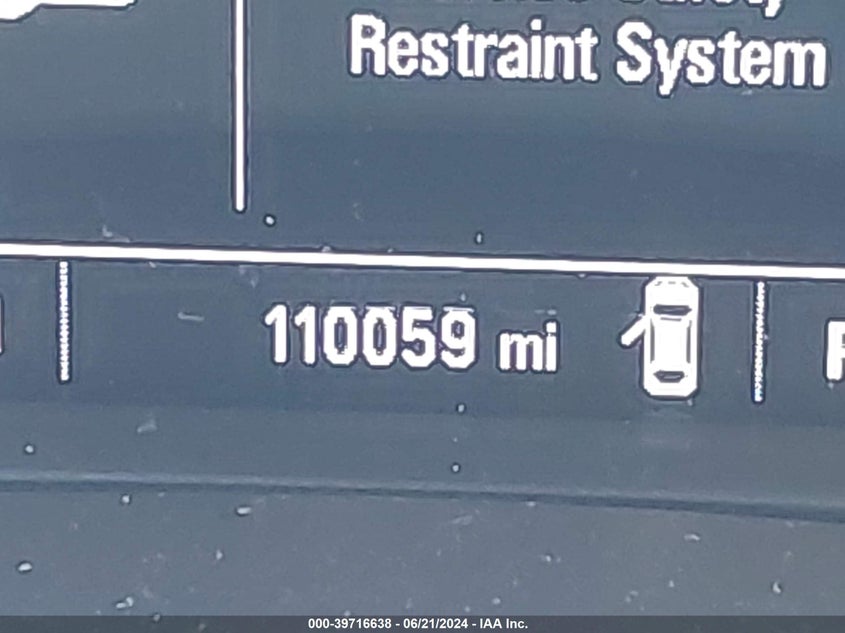 Restraint System
110059 mi
000-39716638 - 06/21/2024 - IAA Inc.